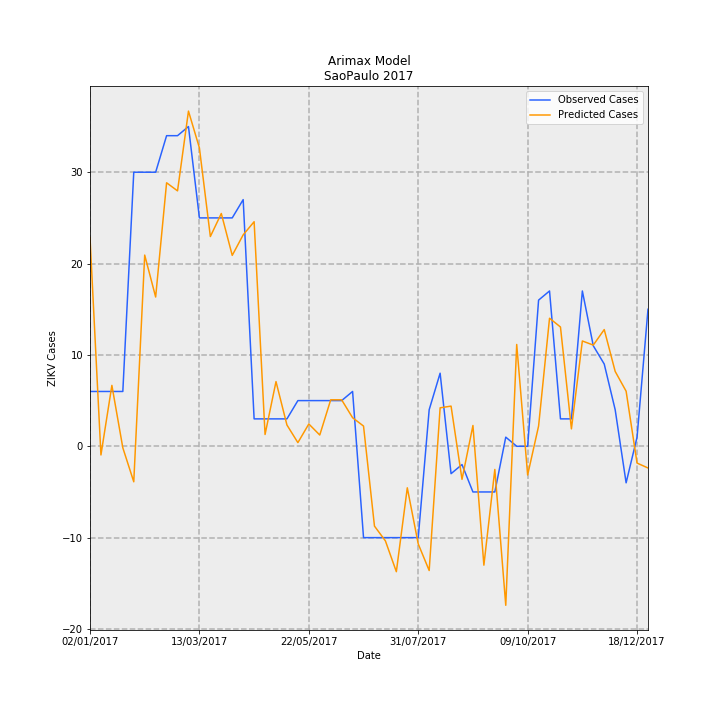 Arimax Model
SaoPaulo 2017
Observed Cases
Predicted Cases
ZIKV Cases
30
20
10
0
−10
−20
02/01/2017 13/03/2017 22/05/2017 31/07/2017 09/10/2017 18/12/2017
Date